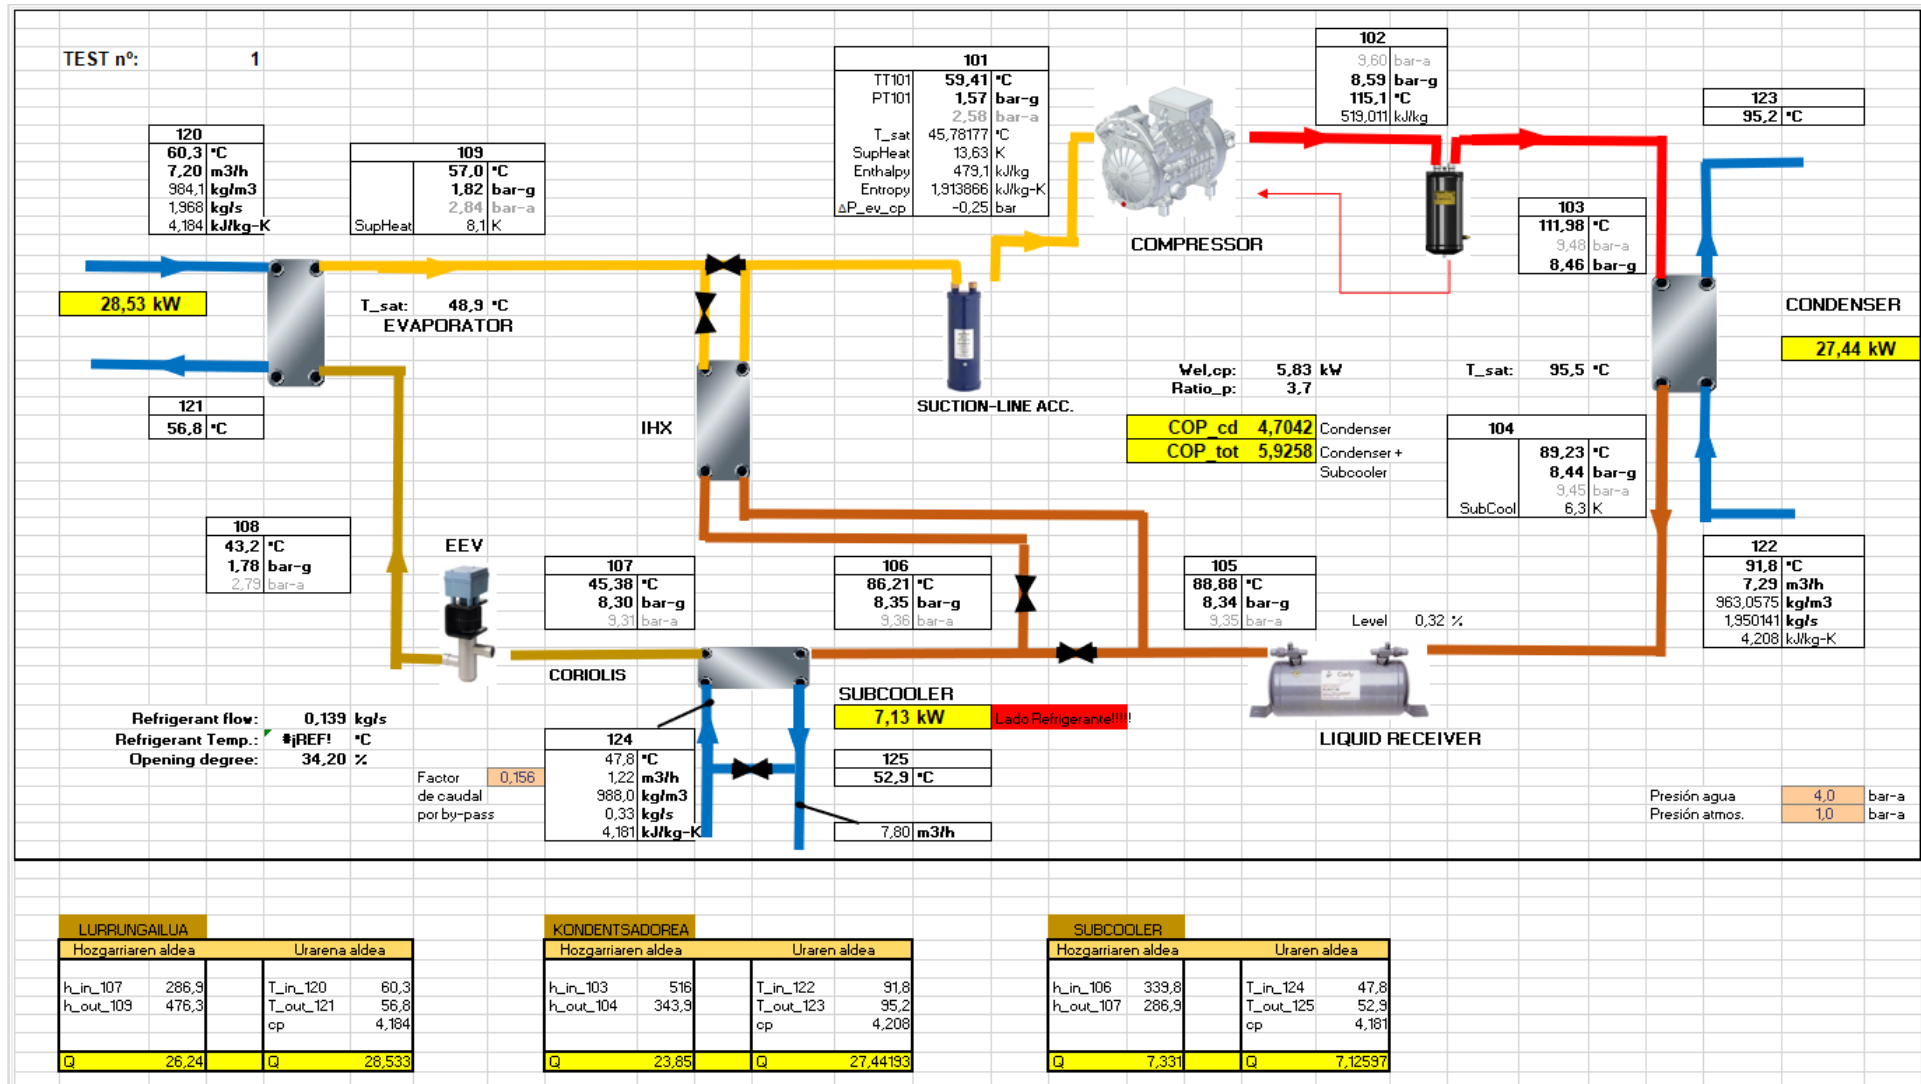 TEST nº: 1
101
TT101 59,41 °C
PT101 1,57 bar-g
2,58 bar-a
T_sat 45,78177 °C
SupHeat 13,63 K
Enthalpy 479,1 kJ/kg
Entropy 1,913866 kJ/kg-K
ΔP_ev_cp -0,25 bar
COMPRESSOR
102
9,60 bar-a
8,59 bar-g
115,1 °C
519,011 kJ/kg
123
95,2 °C
120
60,3 °C
7,20 m3/h
984,1 kg/m3
1,968 kg/s
4,184 kJ/kg-K
109
57,0 °C
1,82 bar-g
2,84 bar-a
SupHeat 8,1 K
103
111,98 °C
9,48 bar-a
8,46 bar-g
28,53 kW
T_sat: 48,9 °C
EVAPORATOR
CONDENSER
27,44 kW
121
56,8 °C
IHX
SUCTION-LINE ACC.
Wel,cp: 5,83 kW
Ratio_p: 3,7
T_sat: 95,5 °C
COP_cd 4,7042 Condenser
COP_tot 5,9258 Condenser +
Subcooler
104
89,23 °C
8,44 bar-g
9,45 bar-a
SubCool 6,3 K
108
43,2 °C
1,78 bar-g
2,79 bar-a
EEV
107
45,38 °C
8,30 bar-g
9,31 bar-a
106
86,21 °C
8,35 bar-g
9,36 bar-a
105
88,88 °C
8,34 bar-g
9,35 bar-a
Level 0,32 %
122
91,8 °C
7,29 m3/h
963,0575 kg/m3
1,950141 kg/s
4,208 kJ/kg-K
CORIOLIS
SUBCOOLER
7,13 kW Lado Refrigerante!!!!!
LIQUID RECEIVER
Refrigerant flow: 0,139 kg/s
Refrigerant Temp.: #¡REF! °C
Opening degree: 34,20 %
Factor 0,156
de caudal
por by-pass
124
47,8 °C
1,22 m3/h
988,0 kg/m3
0,33 kg/s
4,181 kJ/kg-K
125
52,9 °C
7,80 m3/h
Presión agua 4,0 bar-a
Presión atmos. 1,0 bar-a
LURRUNGAILUA
Hozgarriaren aldea Urarena aldea
h_in_107 286,9 T_in_120 60,3
h_out_109 476,3 T_out_121 56,8
cp 4,184
Q 26,24 Q 28,533
KONDENTSADOREA
Hozgarriaren aldea Uraren aldea
h_in_103 516 T_in_122 91,8
h_out_104 343,9 T_out_123 95,2
cp 4,208
Q 23,85 Q 27,44193
SUBCOOLER
Hozgarriaren aldea Uraren aldea
h_in_106 339,8 T_in_124 47,8
h_out_107 286,9 T_out_125 52,9
cp 4,181
Q 7,331 Q 7,12597